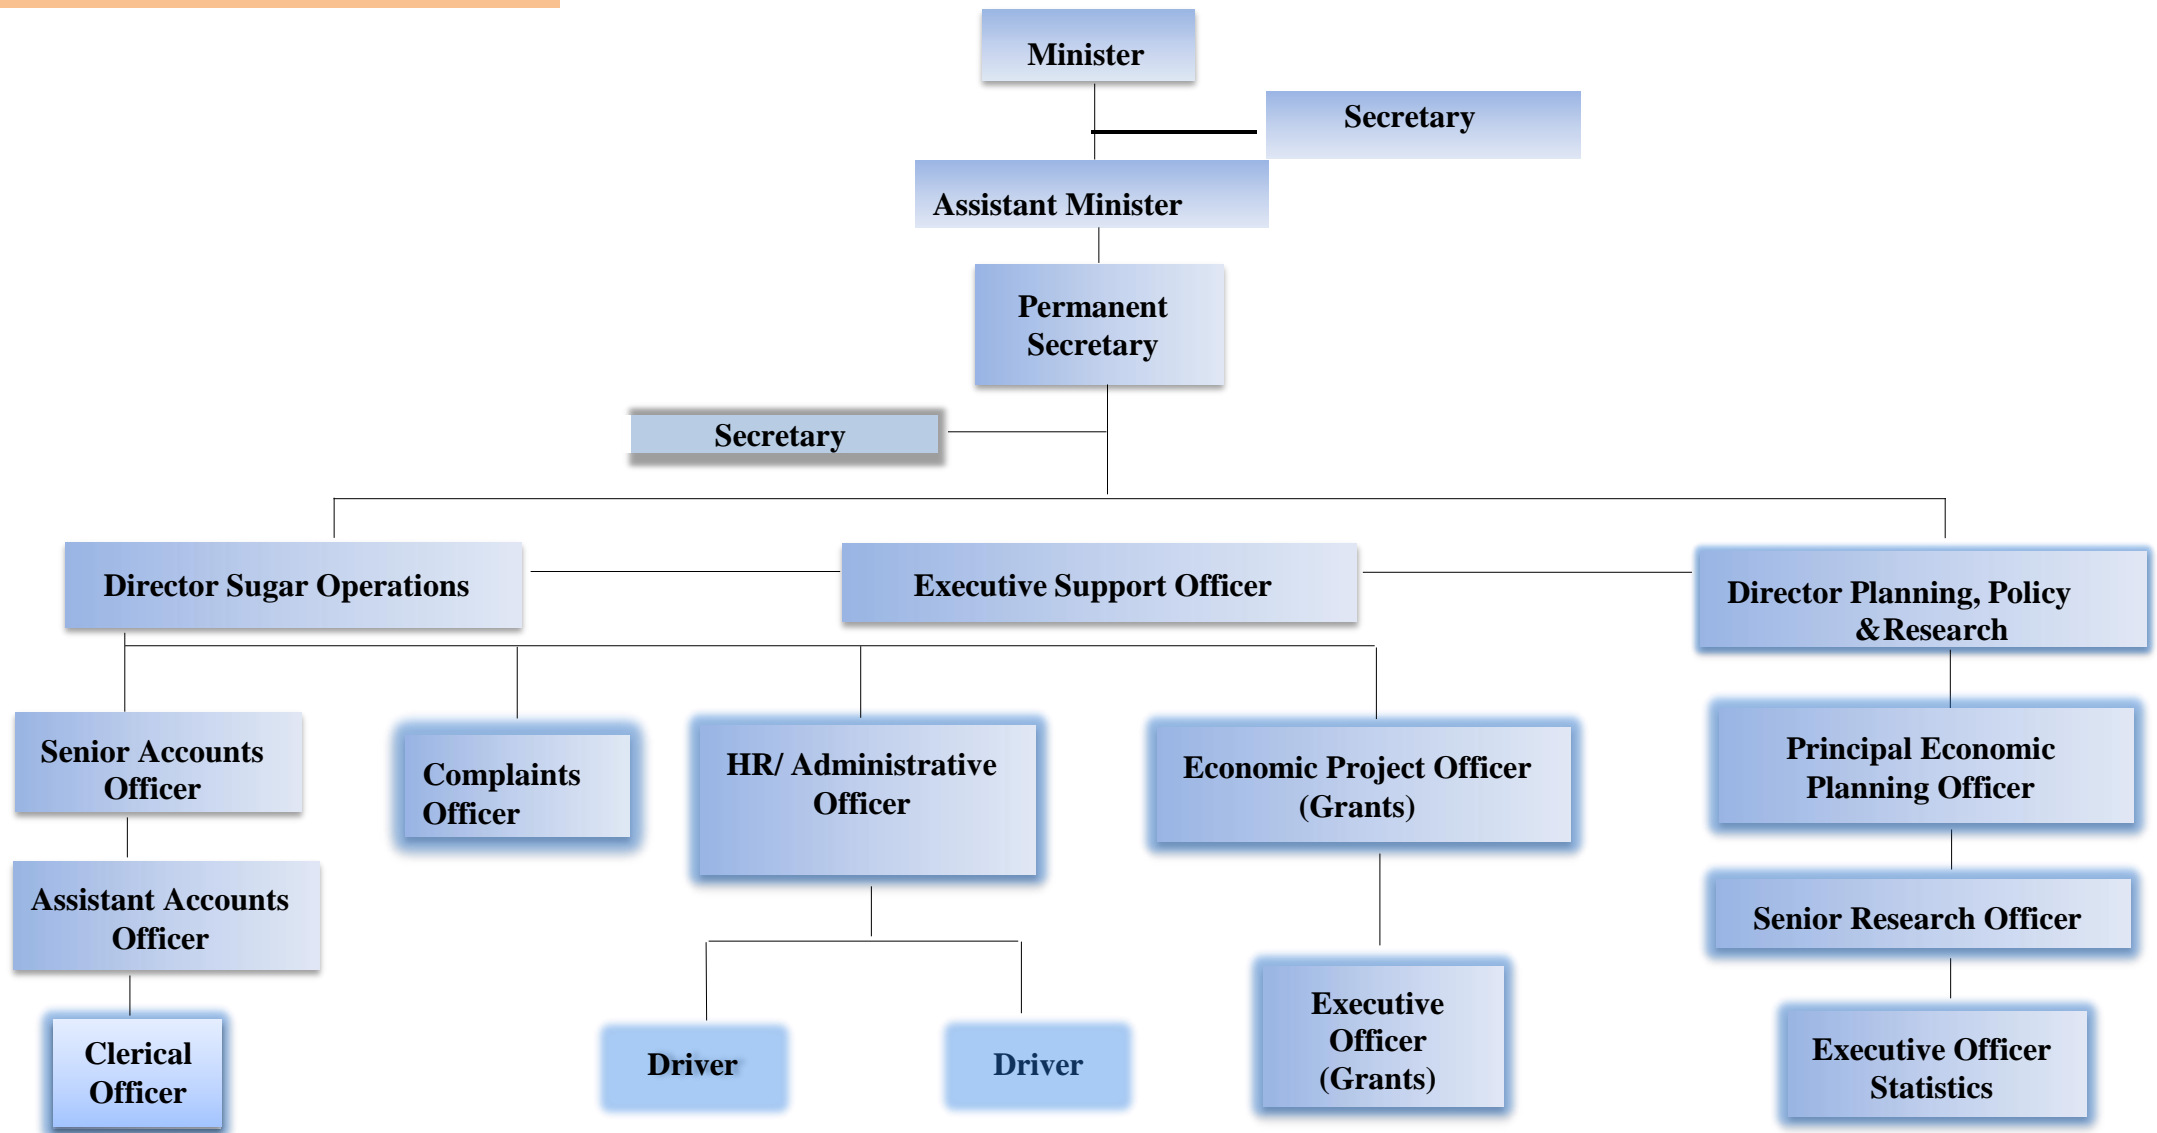 Minister
Secretary
Assistant Minister
Permanent
Secretary
Secretary
Director Sugar Operations
Executive Support Officer
Director Planning, Policy
&Research
Senior Accounts
Officer
Complaints
Officer
HR/ Administrative
Officer
Economic Project Officer
(Grants)
Principal Economic
Planning Officer
Assistant Accounts
Officer
Senior Research Officer
Clerical
Officer
Driver
Driver
Executive
Officer
(Grants)
Executive Officer
Statistics